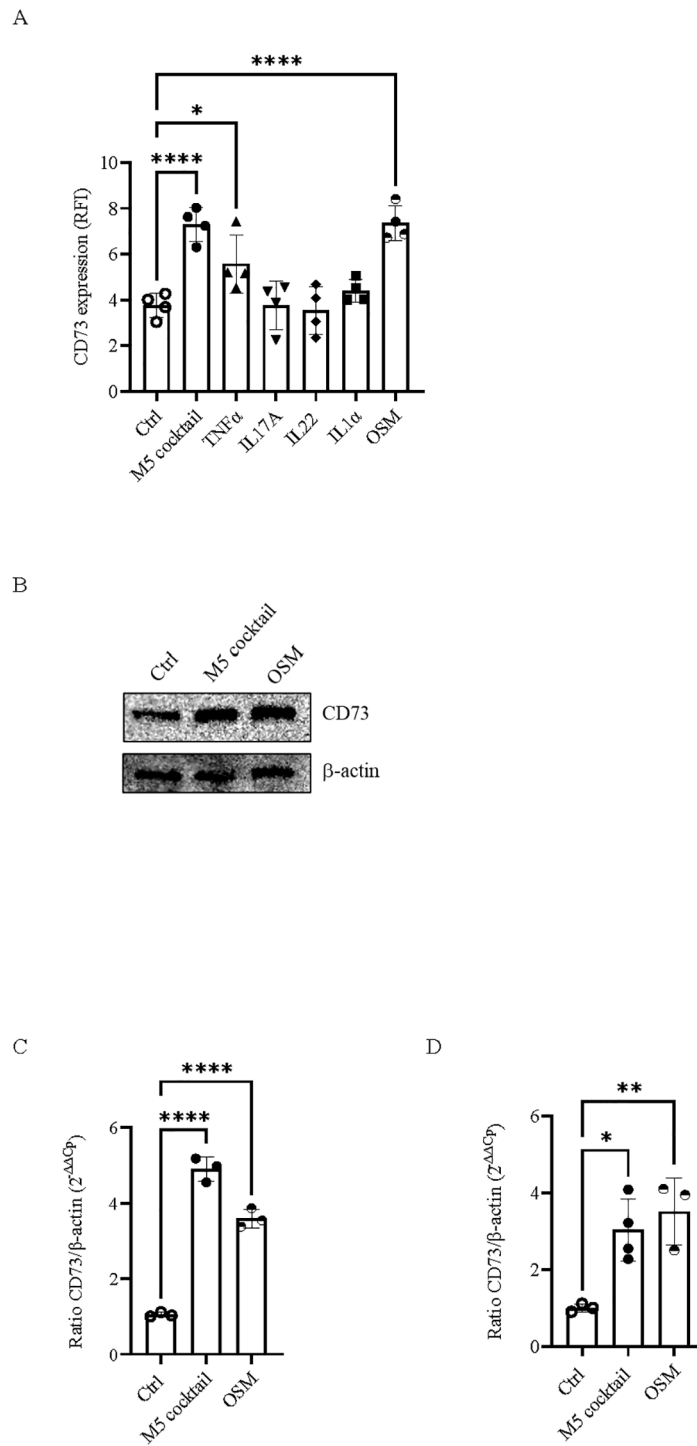 A
****
*
****
10
8
6
4
2
0
CD73 expression (RFI)
Ctrl
M5 cocktail
TNFα
IL17A
IL22
IL1α
OSM
B
Ctrl
M5 cocktail
OSM
CD73
β-actin
C
****
****
6
4
2
0
Ratio CD73/β-actin (2^-ΔΔCp)
Ctrl
M5 cocktail
OSM
D
**
*
6
4
2
0
Ratio CD73/β-actin (2^-ΔΔCp)
Ctrl
M5 cocktail
OSM